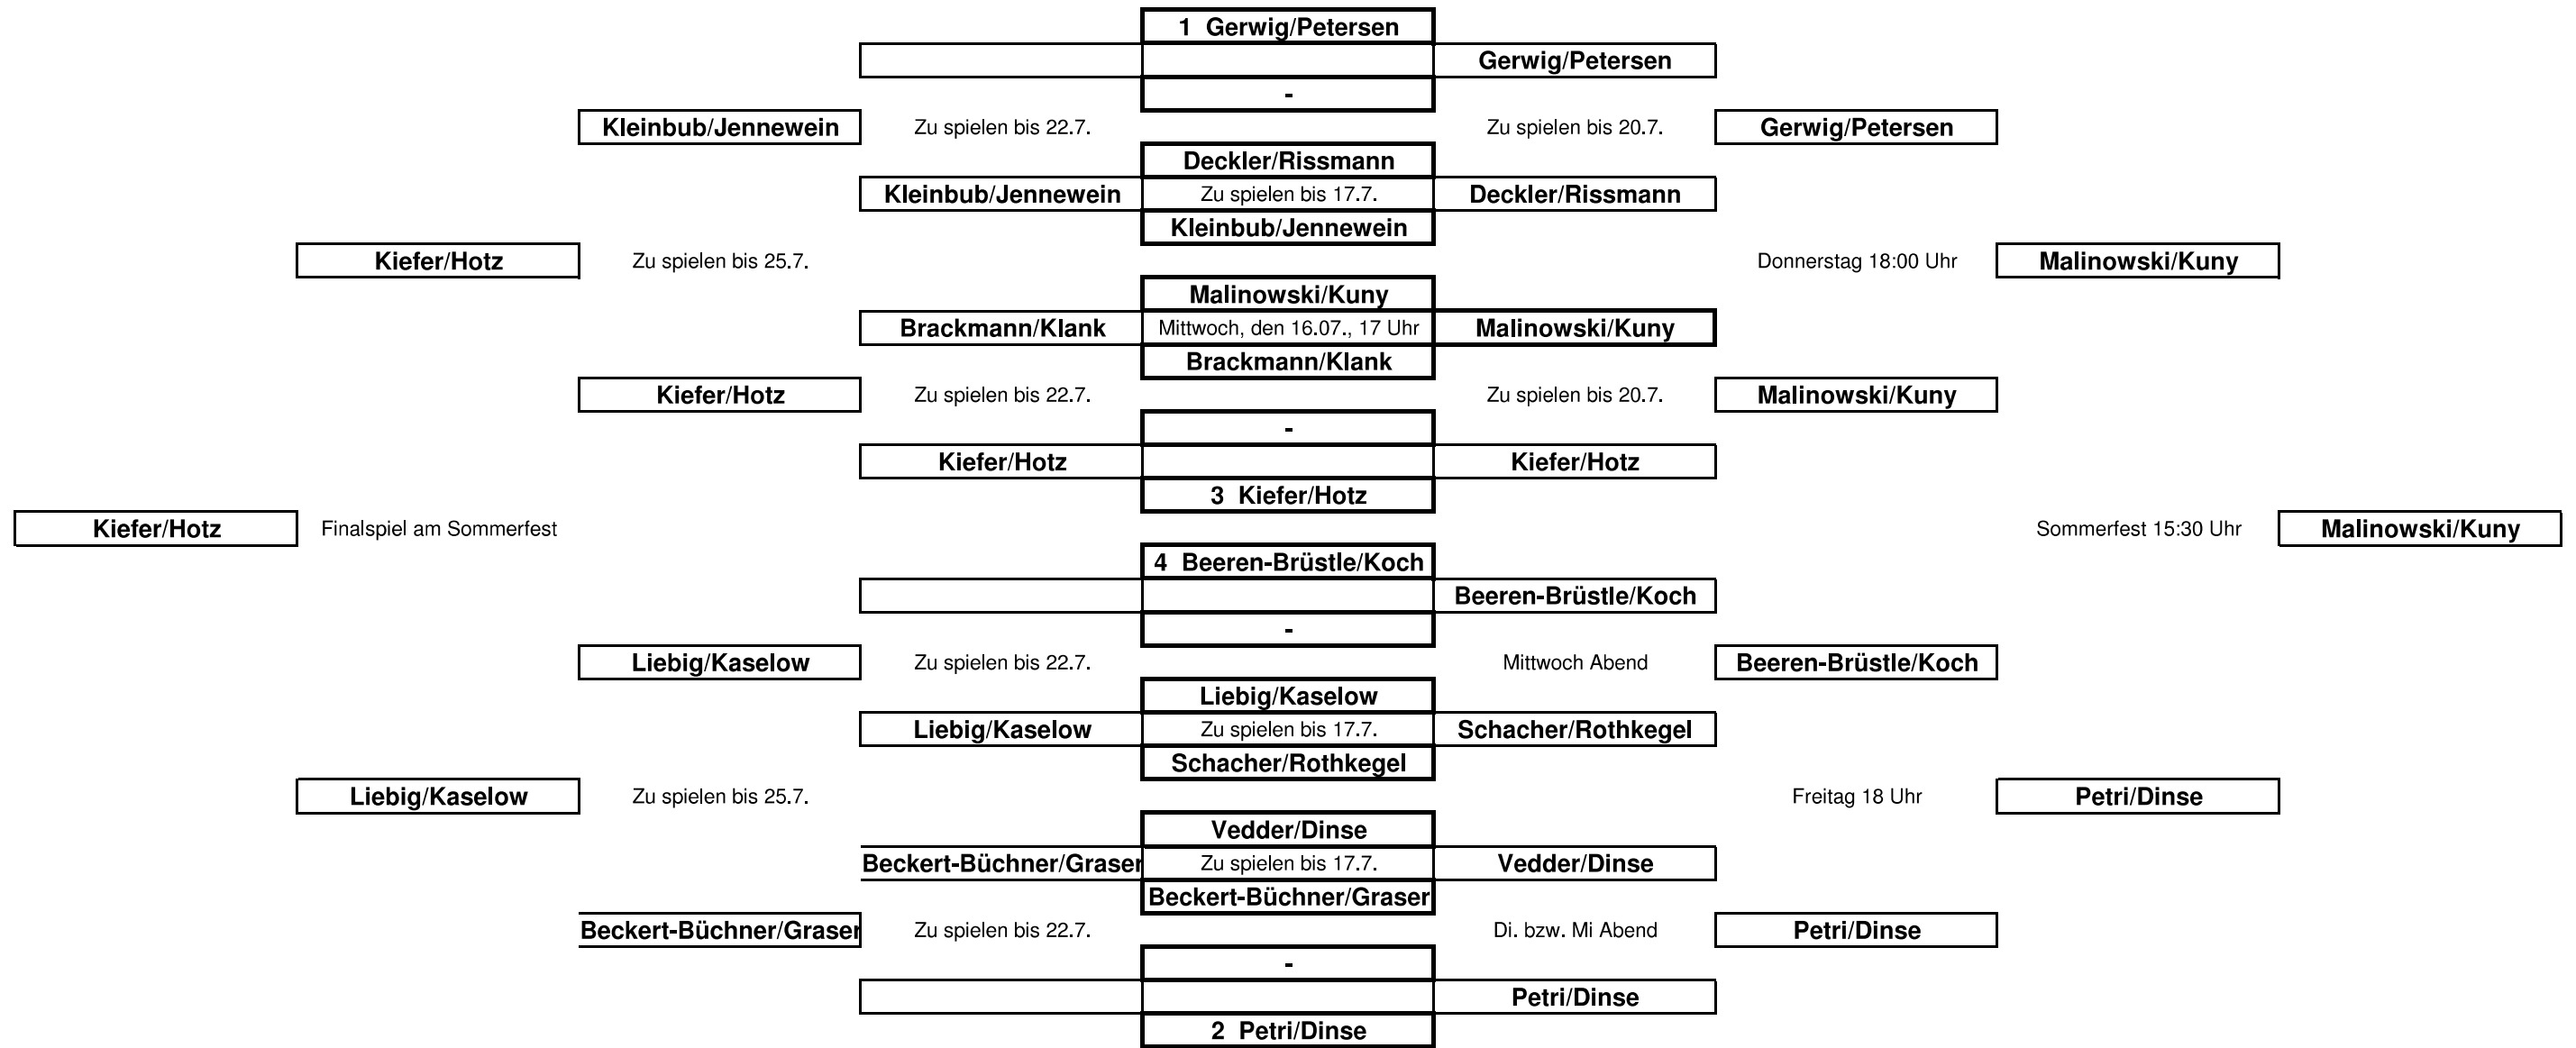 1 Gerwig/Petersen
Gerwig/Petersen
-
Kleinbub/Jennewein Zu spielen bis 22.7. Zu spielen bis 20.7. Gerwig/Petersen
Deckler/Rissmann
Kleinbub/Jennewein Zu spielen bis 17.7. Deckler/Rissmann
Kleinbub/Jennewein
Kiefer/Hotz Zu spielen bis 25.7. Donnerstag 18:00 Uhr Malinowski/Kuny
Malinowski/Kuny
Brackmann/Klank Mittwoch, den 16.07., 17 Uhr Malinowski/Kuny
Brackmann/Klank
Kiefer/Hotz Zu spielen bis 22.7. Zu spielen bis 20.7. Malinowski/Kuny
-
Kiefer/Hotz Kiefer/Hotz
3 Kiefer/Hotz
Kiefer/Hotz Finalspiel am Sommerfest Sommerfest 15:30 Uhr Malinowski/Kuny
4 Beeren-Brüstle/Koch
Beeren-Brüstle/Koch
-
Liebig/Kaselow Zu spielen bis 22.7. Mittwoch Abend Beeren-Brüstle/Koch
Liebig/Kaselow
Liebig/Kaselow Zu spielen bis 17.7. Schacher/Rothkegel
Schacher/Rothkegel
Liebig/Kaselow Zu spielen bis 25.7. Freitag 18 Uhr Petri/Dinse
Vedder/Dinse
Beckert-Büchner/Graser Zu spielen bis 17.7. Vedder/Dinse
Beckert-Büchner/Graser
Beckert-Büchner/Graser Zu spielen bis 22.7. Di. bzw. Mi Abend Petri/Dinse
-
Petri/Dinse
2 Petri/Dinse